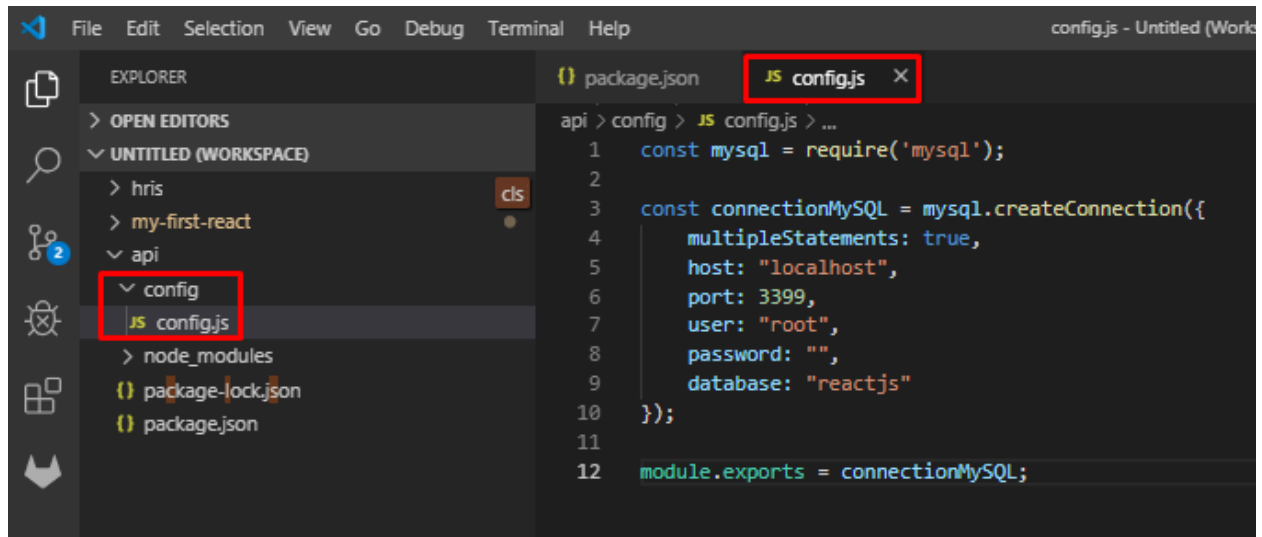 File Edit Selection View Go Debug Terminal Help config.js - Untitled (Works
EXPLORER
OPEN EDITORS
UNTITLED (WORKSPACE)
hris
cls
my-first-react
api
config
JS config.js
node_modules
{} package-lock.json
{} package.json
2
{} package.json JS config.js ×
api > config > JS config.js > ...
1 const mysql = require('mysql');
2
3 const connectionMySQL = mysql.createConnection({
4 multipleStatements: true,
5 host: "localhost",
6 port: 3399,
7 user: "root",
8 password: "",
9 database: "reactjs"
10 });
11
12 module.exports = connectionMySQL;